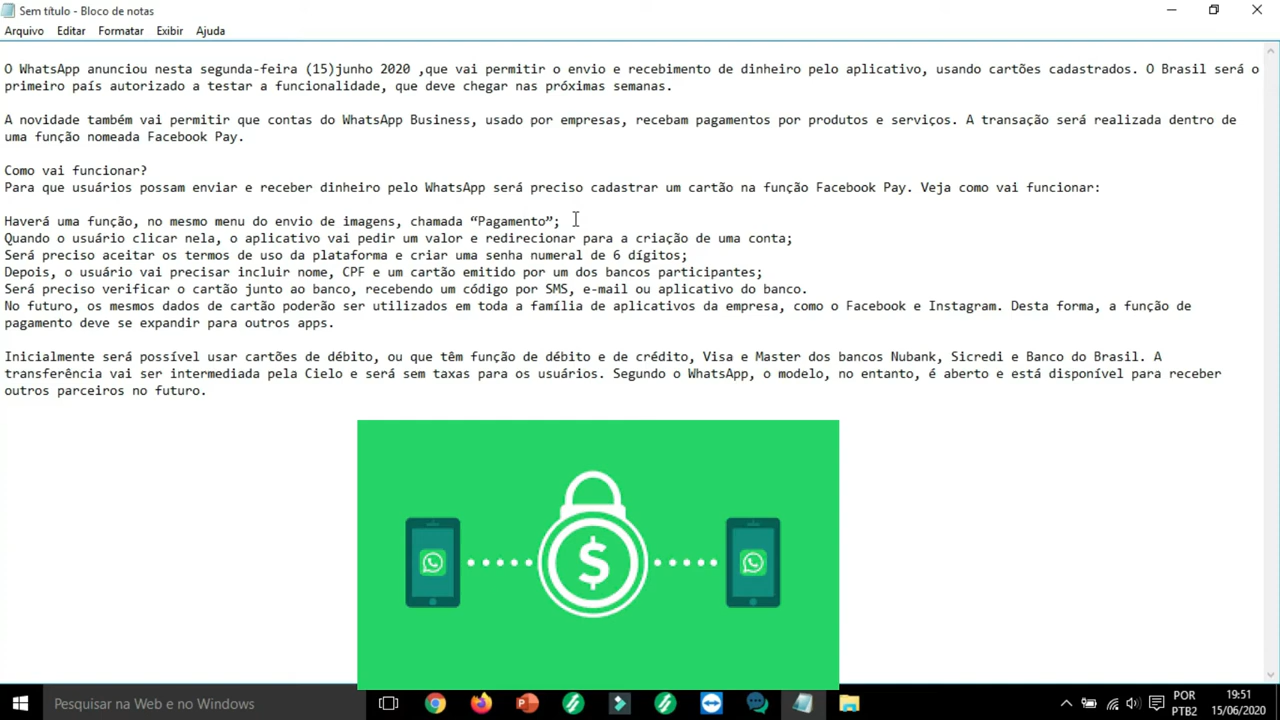 Sem título - Bloco de notas
Arquivo Editar Formatar Exibir Ajuda
O WhatsApp anunciou nesta segunda-feira (15)junho 2020 ,que vai permitir o envio e recebimento de dinheiro pelo aplicativo, usando cartões cadastrados. O Brasil será o
primeiro país autorizado a testar a funcionalidade, que deve chegar nas próximas semanas.
A novidade também vai permitir que contas do WhatsApp Business, usado por empresas, recebam pagamentos por produtos e serviços. A transação será realizada dentro de
uma função nomeada Facebook Pay.
Como vai funcionar?
Para que usuários possam enviar e receber dinheiro pelo WhatsApp será preciso cadastrar um cartão na função Facebook Pay. Veja como vai funcionar:
Haverá uma função, no mesmo menu do envio de imagens, chamada “Pagamento”;
Quando o usuário clicar nela, o aplicativo vai pedir um valor e redirecionar para a criação de uma conta;
Será preciso aceitar os termos de uso da plataforma e criar uma senha numeral de 6 dígitos;
Depois, o usuário vai precisar incluir nome, CPF e um cartão emitido por um dos bancos participantes;
Será preciso verificar o cartão junto ao banco, recebendo um código por SMS, e-mail ou aplicativo do banco.
No futuro, os mesmos dados de cartão poderão ser utilizados em toda a família de aplicativos da empresa, como o Facebook e Instagram. Desta forma, a função de
pagamento deve se expandir para outros apps.
Inicialmente será possível usar cartões de débito, ou que têm função de débito e de crédito, Visa e Master dos bancos Nubank, Sicredi e Banco do Brasil. A
transferência vai ser intermediada pela Cielo e será sem taxas para os usuários. Segundo o WhatsApp, o modelo, no entanto, é aberto e está disponível para receber
outros parceiros no futuro.
$
Pesquisar na Web e no Windows
POR 19:51
PTB2 15/06/2020